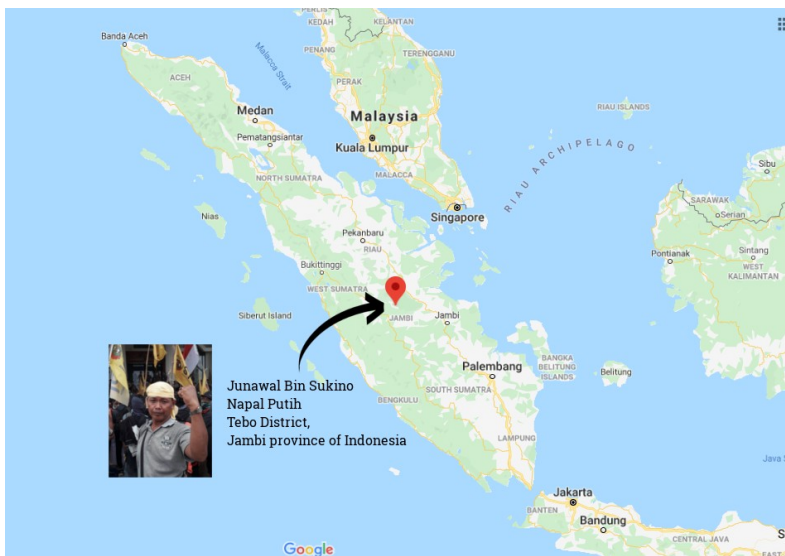 PERLIS
KEDAH
KELANTAN
Banda Aceh
PENANG
TERENGGANU
Malacca Strait
ACEH
PERAK
RIAU ISLANDS
Medan
Malaysia
Pematangsiantar
Kuala Lumpur
RIAU ARCHIPELAGO
Sibu
MALACCA
NORTH SUMATRA
SARAWAK
Serian
Nias
Singapore
Pekanbaru
RIAU
Pontianak
Sintang
Bukittinggi
WEST
KALIMANTAN
WEST SUMATRA
Siberut Island
JAMBI
Jambi
Palembang
BANGKA
BELITUNG
ISLANDS
Belitung
Junawal Bin Sukino
Napal Putih
Tebo District,
Jambi province of Indonesia
SOUTH SUMATRA
BENGKULU
LAMPUNG
Java S
Jakarta
BANTEN
Bandung
CENTRAL JAVA
S
EAST
Google